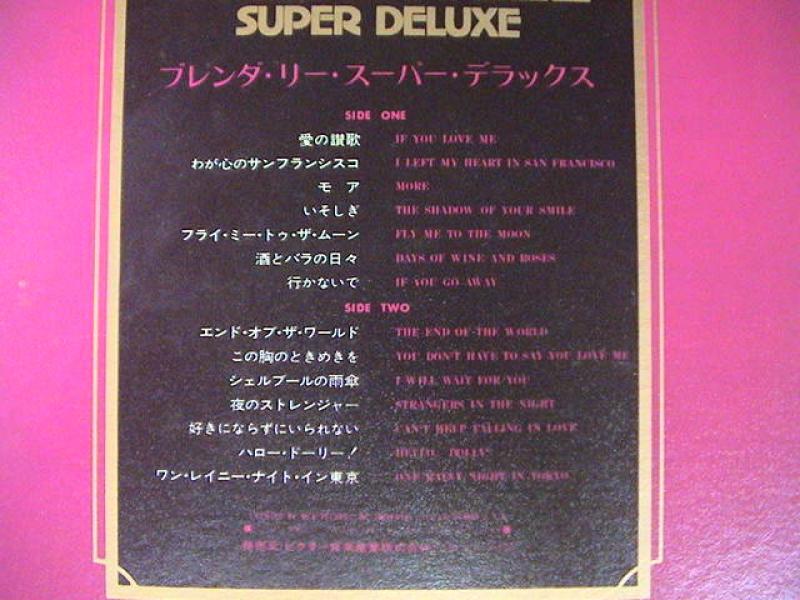 SUPER DELUXE
ブレンダ・リー・スーパー・デラックス
SIDE ONE
愛の讃歌 IF YOU LOVE ME
わが心のサンフランシスコ I LEFT MY HEART IN SAN FRANCISCO
モア MORE
いそしぎ THE SHADOW OF YOUR SMILE
フライ・ミー・トゥ・ザ・ムーン FLY ME TO THE MOON
酒とバラの日々 DAYS OF WINE AND ROSES
行かないで IF YOU GO AWAY
SIDE TWO
エンド・オブ・ザ・ワールド THE END OF THE WORLD
この胸のときめきを YOU DON'T HAVE TO SAY YOU LOVE ME
シェルブールの雨傘 I WILL WAIT FOR YOU
夜のストレンジャー STRANGERS IN THE NIGHT
好きにならずにいられない CAN'T HELP FALLING IN LOVE
ハロー・ドーリー! HELLO, DOLLY
ワン・レイニー・ナイト・イン東京 ONE RAINY NIGHT IN TOKYO